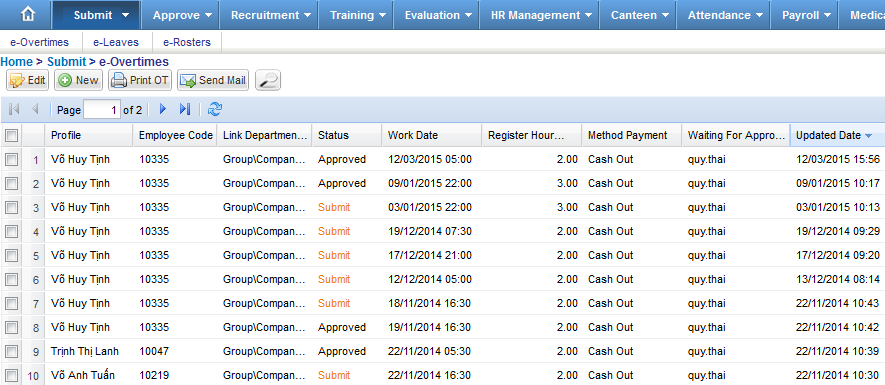 Submit Approve Recruitment Training Evaluation HR Management Canteen Attendance Payroll Medica
e-Overtimes e-Leaves e-Rosters
Home > Submit > e-Overtimes
Edit New Print OT Send Mail
Page 1 of 2
Profile Employee Code Link Departmen... Status Work Date Register Hour... Method Payment Waiting For Appro... Updated Date
1 Võ Huy Tịnh 10335 Group\Compan... Approved 12/03/2015 05:00 2.00 Cash Out quy.thai 12/03/2015 15:56
2 Võ Huy Tịnh 10335 Group\Compan... Approved 09/01/2015 22:00 3.00 Cash Out quy.thai 09/01/2015 10:17
3 Võ Huy Tịnh 10335 Group\Compan... Submit 03/01/2015 22:00 3.00 Cash Out quy.thai 03/01/2015 10:13
4 Võ Huy Tịnh 10335 Group\Compan... Submit 19/12/2014 07:30 2.00 Cash Out quy.thai 19/12/2014 09:29
5 Võ Huy Tịnh 10335 Group\Compan... Submit 17/12/2014 21:00 2.00 Cash Out quy.thai 17/12/2014 09:20
6 Võ Huy Tịnh 10335 Group\Compan... Submit 12/12/2014 05:00 2.00 Cash Out quy.thai 13/12/2014 08:14
7 Võ Huy Tịnh 10335 Group\Compan... Submit 18/11/2014 16:30 2.00 Cash Out quy.thai 22/11/2014 10:43
8 Võ Huy Tịnh 10335 Group\Compan... Approved 19/11/2014 16:30 2.00 Cash Out quy.thai 22/11/2014 10:42
9 Trịnh Thị Lanh 10047 Group\Compan... Approved 22/11/2014 05:30 2.00 Cash Out quy.thai 22/11/2014 10:39
10 Võ Anh Tuấn 10219 Group\Compan... Submit 22/11/2014 16:30 2.00 Cash Out quy.thai 22/11/2014 10:30